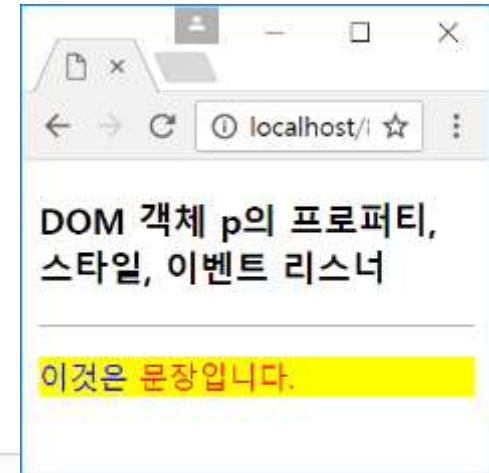 localhost/
DOM 객체 p의 프로퍼티,
스타일, 이벤트 리스너
이것은 문장입니다.